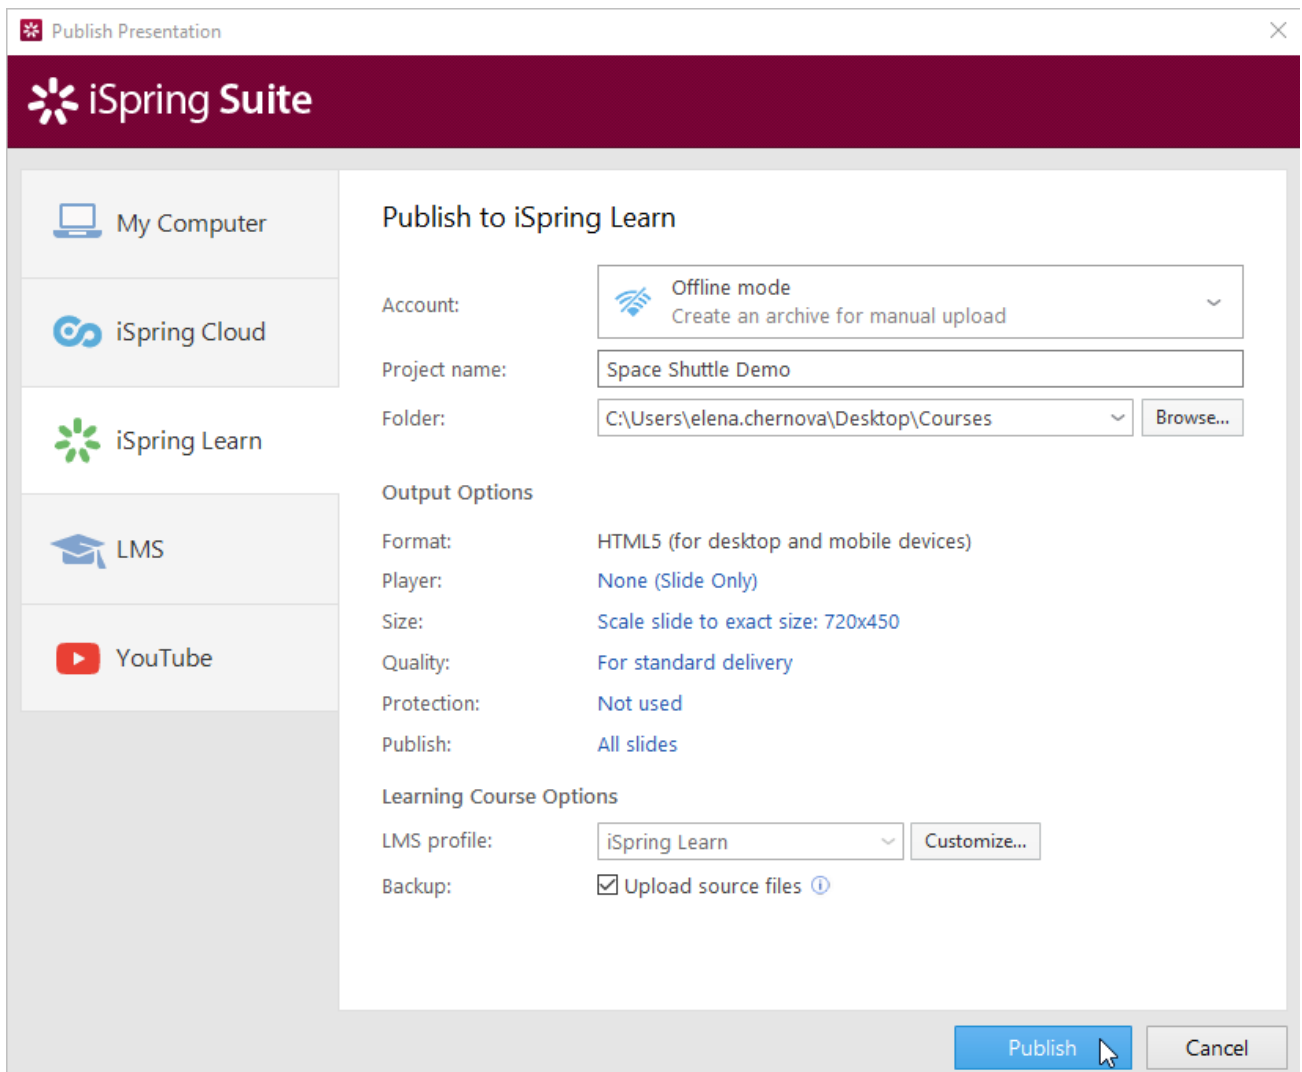 Publish Presentation
iSpring Suite
My Computer
iSpring Cloud
iSpring Learn
LMS
YouTube
Publish to iSpring Learn
Account:
Offline mode
Create an archive for manual upload
Project name:
Space Shuttle Demo
Folder:
C:\Users\elena.chernova\Desktop\Courses
Browse...
Output Options
Format:
HTML5 (for desktop and mobile devices)
Player:
None (Slide Only)
Size:
Scale slide to exact size: 720x450
Quality:
For standard delivery
Protection:
Not used
Publish:
All slides
Learning Course Options
LMS profile:
iSpring Learn
Customize...
Backup:
Upload source files
Publish
Cancel